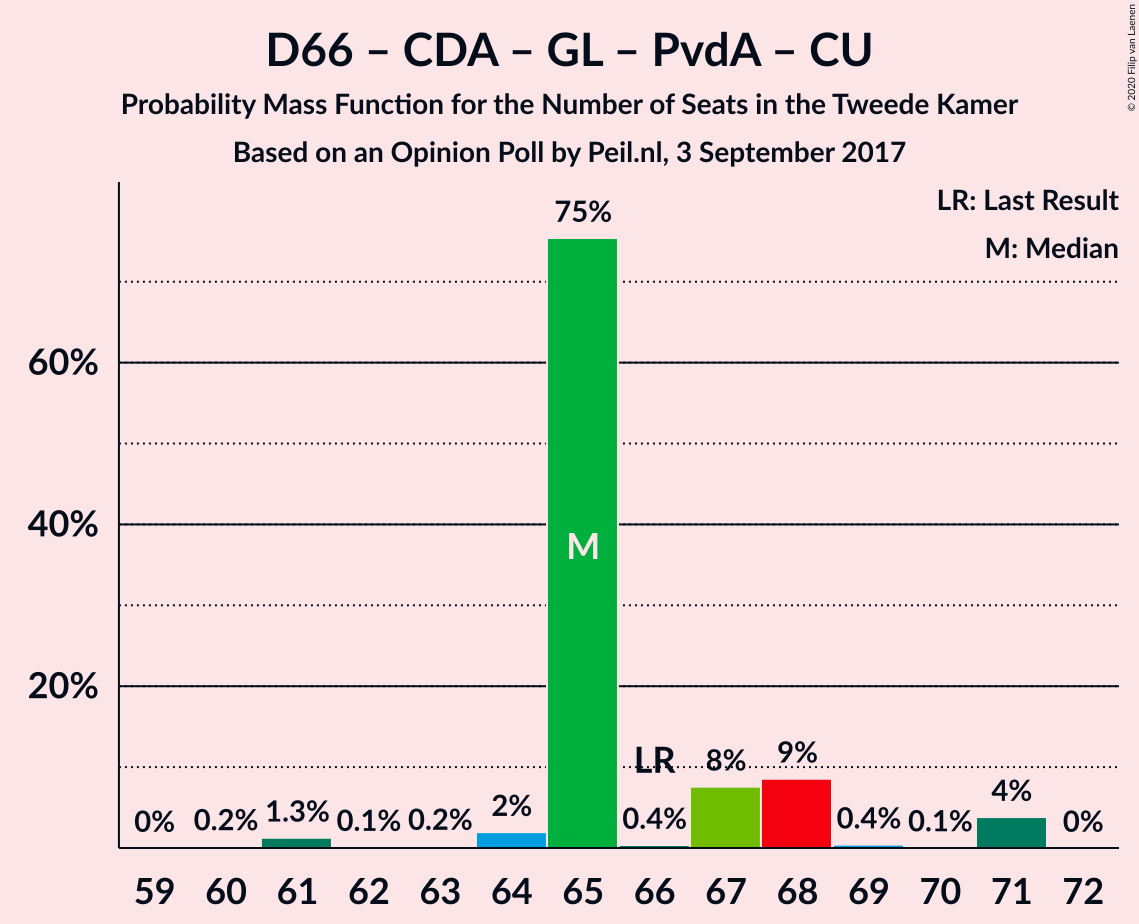 D66 – CDA – GL – PvdA – CU
Probability Mass Function for the Number of Seats in the Tweede Kamer
Based on an Opinion Poll by Peil.nl, 3 September 2017
© 2020 Filip van Laenen
LR: Last Result
M: Median
75%
60%
40%
M
20%
LR
0%
0.2%
1.3%
0.1%
0.2%
2%
0.4%
8%
9%
0.4%
0.1%
4%
0%
59 60 61 62 63 64 65 66 67 68 69 70 71 72